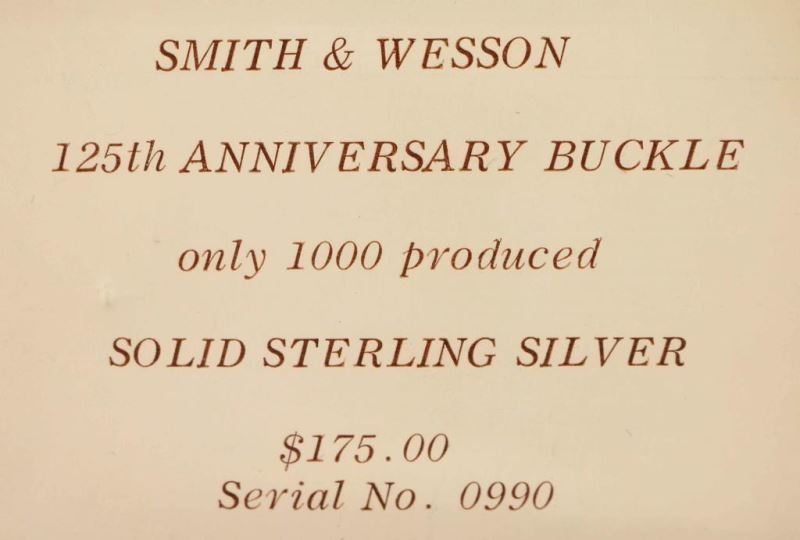 SMITH & WESSON
125th ANNIVERSARY BUCKLE
only 1000 produced
SOLID STERLING SILVER
$175.00
Serial No. 0990